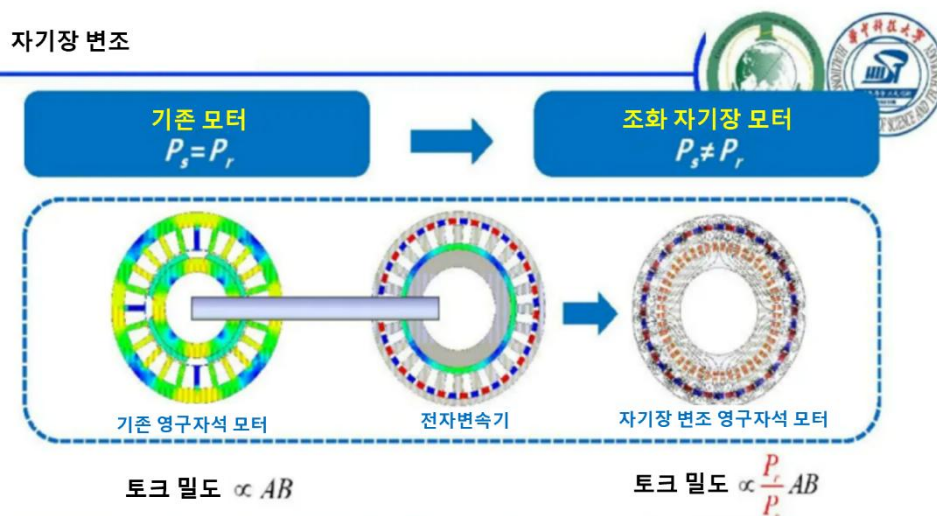 자기장 변조
기존 모터
Pₛ=Pᵣ
조화 자기장 모터
Pₛ≠Pᵣ
기존 영구자석 모터
전자변속기
자기장 변조 영구자석 모터
토크 밀도 ∝ AB
토크 밀도 ∝ Pᵣ/P AB